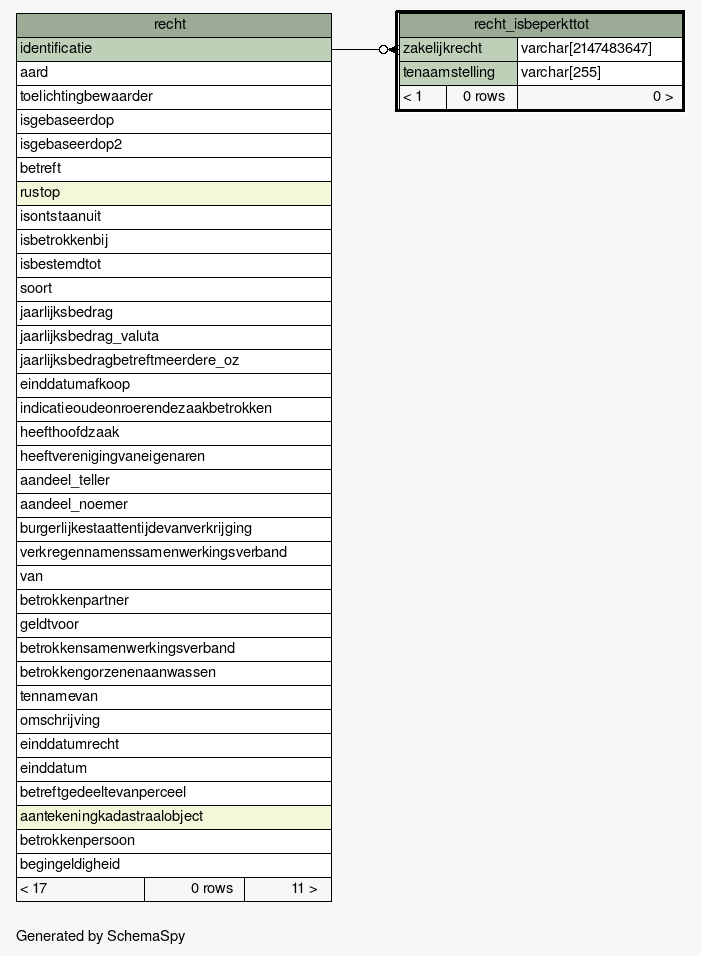 recht
identificatie
aard
toelichtingbewaarder
isgebaseerdop
isgebaseerdop2
betreft
rustop
isontstaanuit
isbetrokkenbij
isbestemdtot
soort
jaarlijksbedrag
jaarlijksbedrag_valuta
jaarlijksbedragbetreftmeerdere_oz
einddatumafkoop
indicatieoudeonroerendezaakbetrokken
heefthoofdzaak
heeftverenigingvaneigenaren
aandeel_teller
aandeel_noemer
burgerlijkestaattentijdevanverkrijging
verkregennamenssamenwerkingsverband
van
betrokkenpartner
geldtvoor
betrokkensamenwerkingsverband
betrokkengorzenenaanwassen
tennamevan
omschrijving
einddatumrecht
einddatum
betreftgedeeltevanperceel
aantekeningkadastraalobject
betrokkenpersoon
begingeldigheid
< 17 0 rows 11 >
recht_isbeperkttot
zakelijkrecht varchar[2147483647]
tenaamstelling varchar[255]
< 1 0 rows 0 >
Generated by SchemaSpy